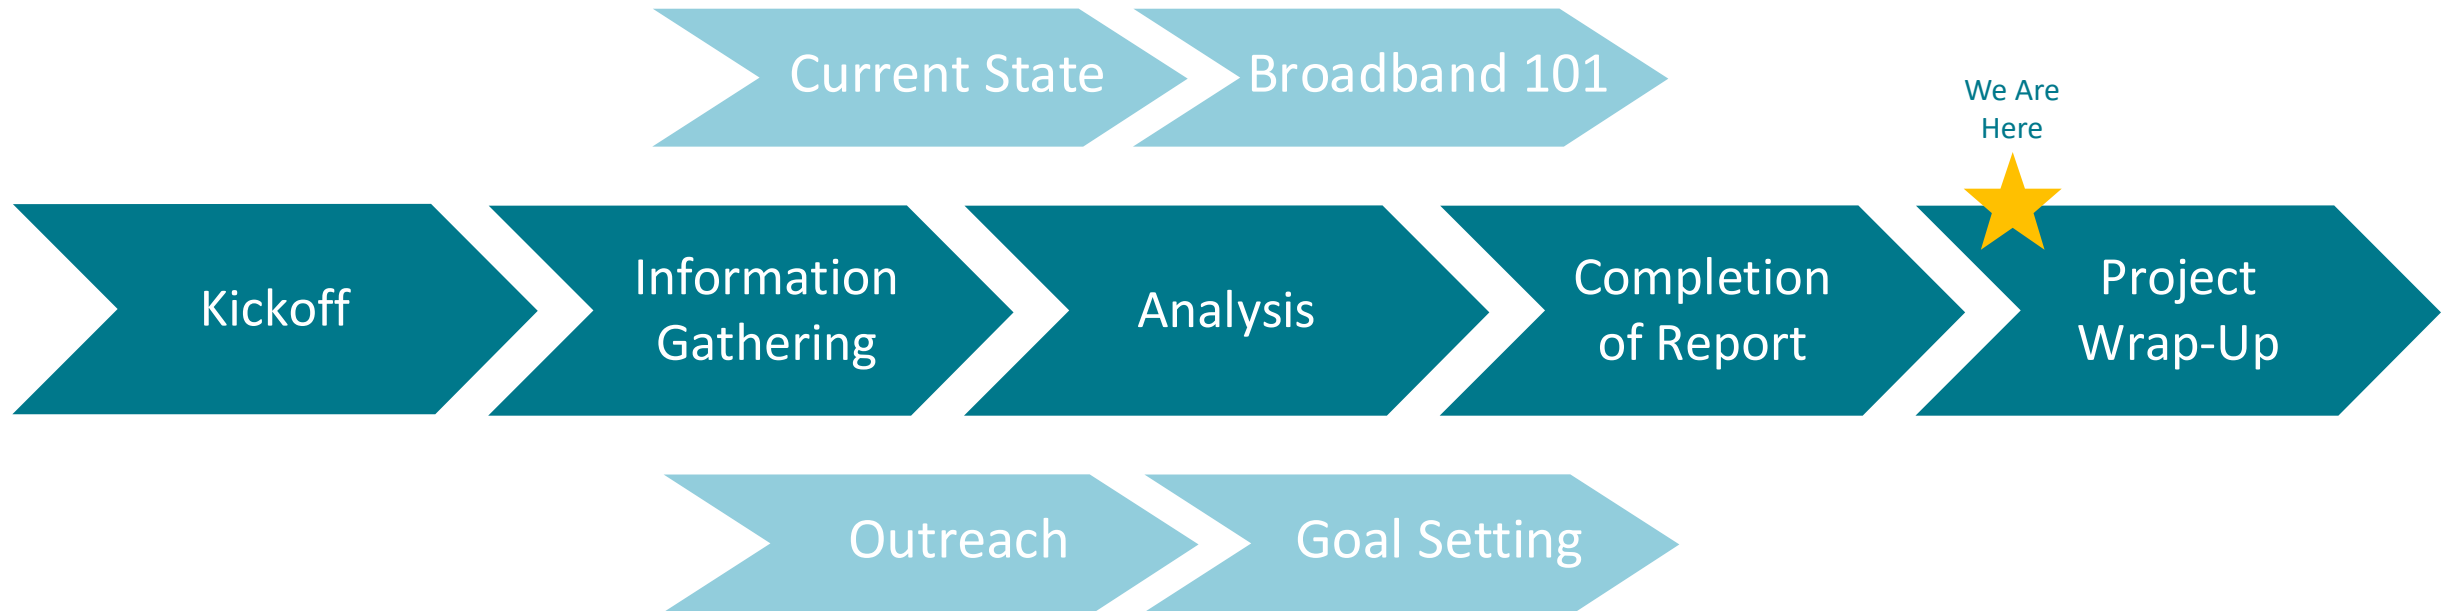 Current State
Broadband 101
We Are
Here
Kickoff
Information
Gathering
Analysis
Completion
of Report
Project
Wrap-Up
Outreach
Goal Setting